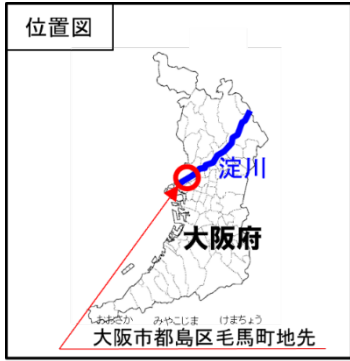 位置図
淀川
大阪府
おおさか みやこじま けまちょう
大阪市都島区毛馬町地先